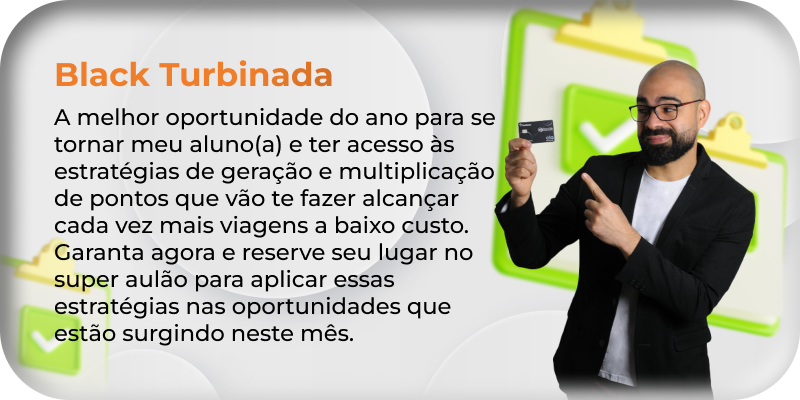 Black Turbinada
A melhor oportunidade do ano para se
tornar meu aluno(a) e ter acesso às
estratégias de geração e multiplicação
de pontos que vão te fazer alcançar
cada vez mais viagens a baixo custo.
Garanta agora e reserve seu lugar no
super aulão para aplicar essas
estratégias nas oportunidades que
estão surgindo neste mês.